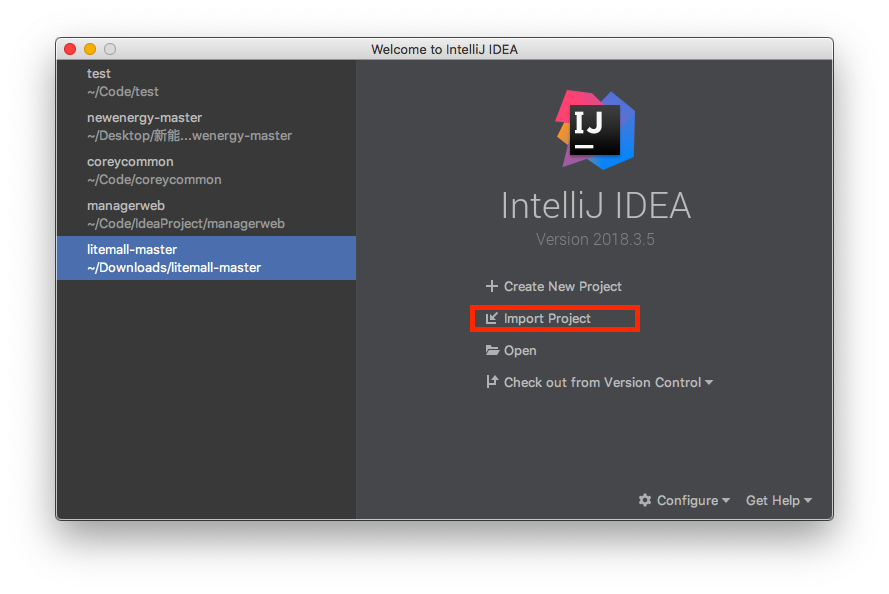 Welcome to IntelliJ IDEA
test
~/Code/test
newenergy-master
~/Desktop/新能...wenergy-master
coreycommon
~/Code/coreycommon
managerweb
~/Code/IdeaProject/managerweb
litemall-master
~/Downloads/litemall-master
IJ
IntelliJ IDEA
Version 2018.3.5
Create New Project
Import Project
Open
Check out from Version Control
Configure
Get Help